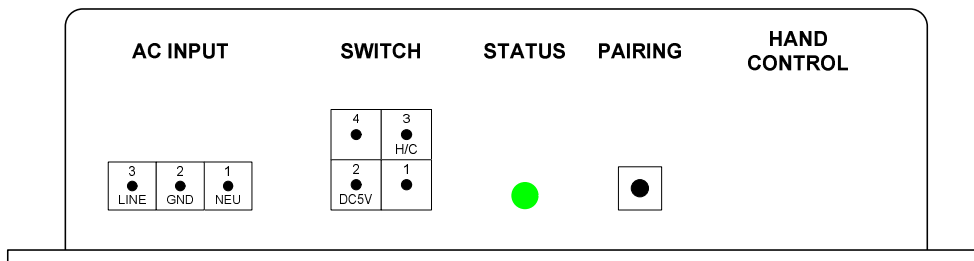 AC INPUT
SWITCH
STATUS
PAIRING
HAND
CONTROL
4
3
H/C
3
LINE
2
GND
1
NEU
2
DC5V
1